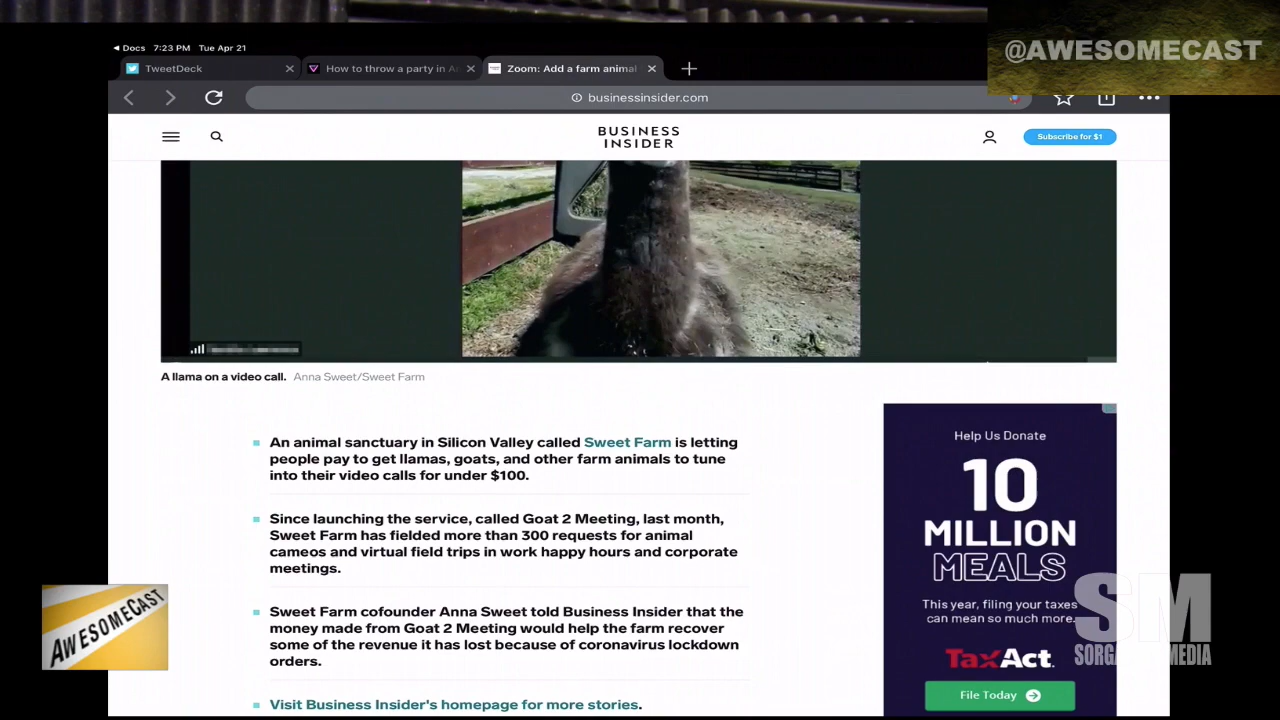 @AWESOMECAST
Docs 7:23 PM Tue Apr 21
TweetDeck
How to throw a party in A
Zoom: Add a farm animal
businessinsider.com
BUSINESS
INSIDER
Subscribe for $1
A llama on a video call. Anna Sweet/Sweet Farm
An animal sanctuary in Silicon Valley called Sweet Farm is letting
people pay to get llamas, goats, and other farm animals to tune
into their video calls for under $100.
Since launching the service, called Goat 2 Meeting, last month,
Sweet Farm has fielded more than 300 requests for animal
cameos and virtual field trips in work happy hours and corporate
meetings.
Sweet Farm cofounder Anna Sweet told Business Insider that the
money made from Goat 2 Meeting would help the farm recover
some of the revenue it has lost because of coronavirus lockdown
orders.
Visit Business Insider's homepage for more stories.
Help Us Donate
10
MILLION
MEALS
This year, filing your taxes
can mean so much more.
TaxAct.
File Today
AWESOMECAST
SM
MEDIA